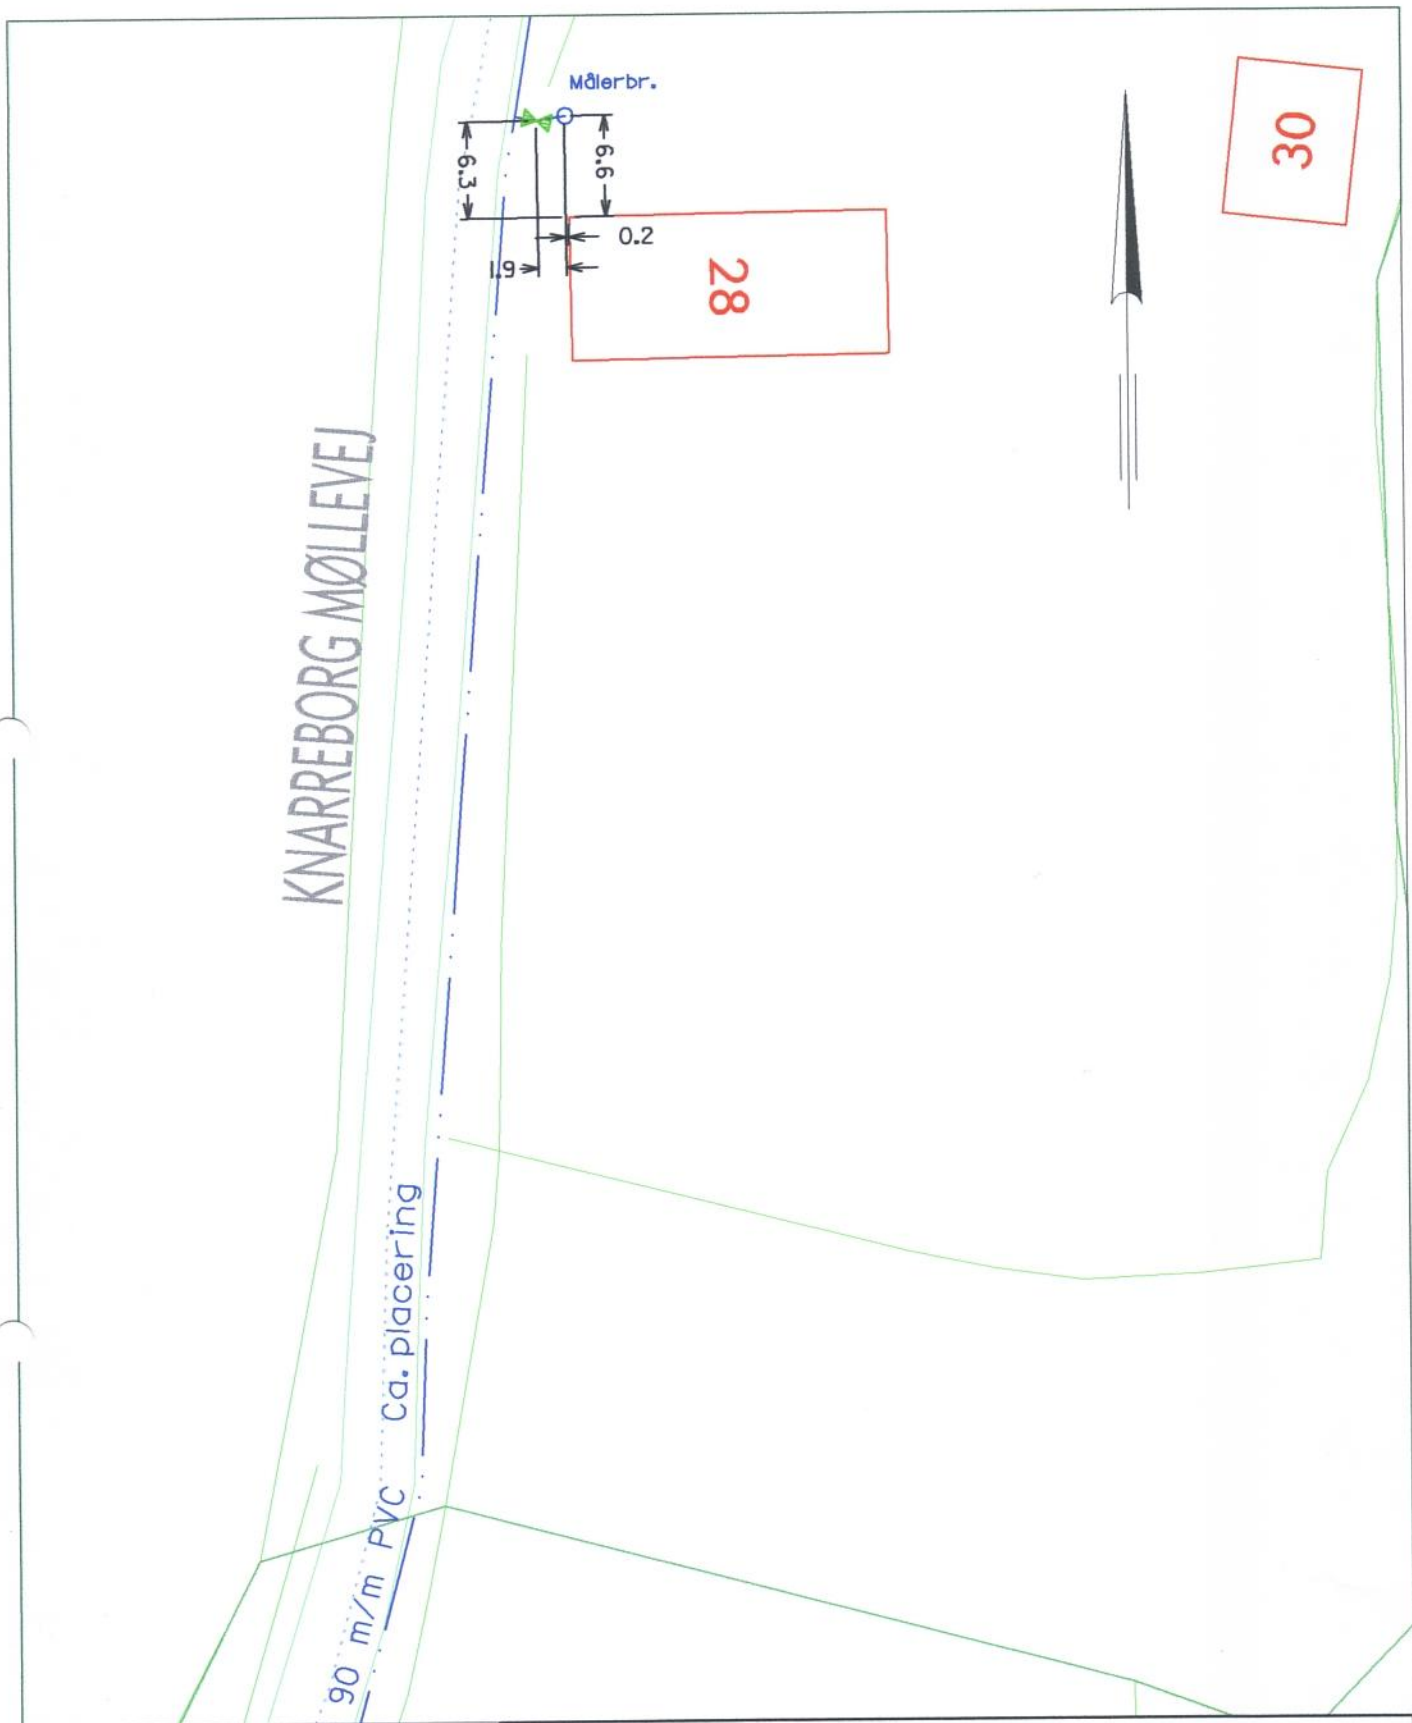 Målerbr.
30
6.3
6.6
0.2
1.9
28
KNARREBORG MØLLEVEJ
90 m/m PVC Ca. placering